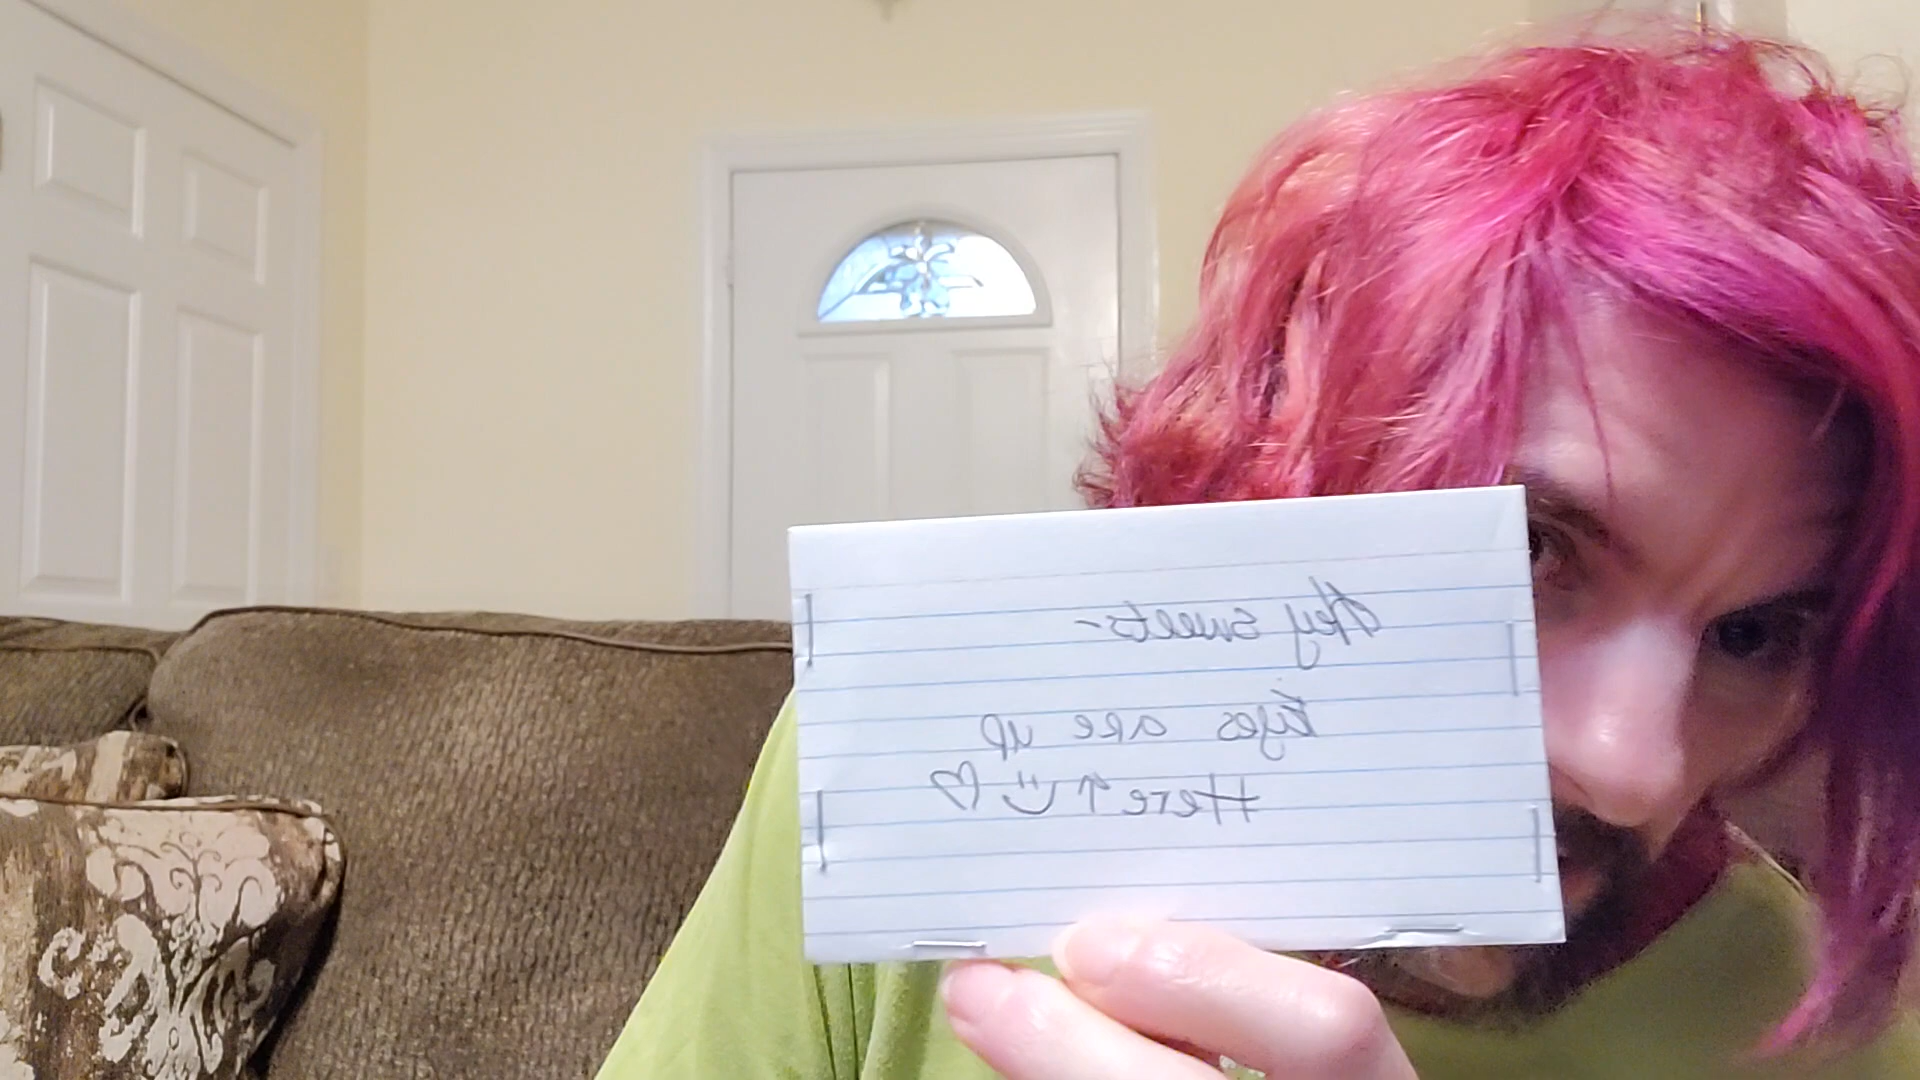 Hey sweets-
Eyes are up
Here ↑ :) ♡